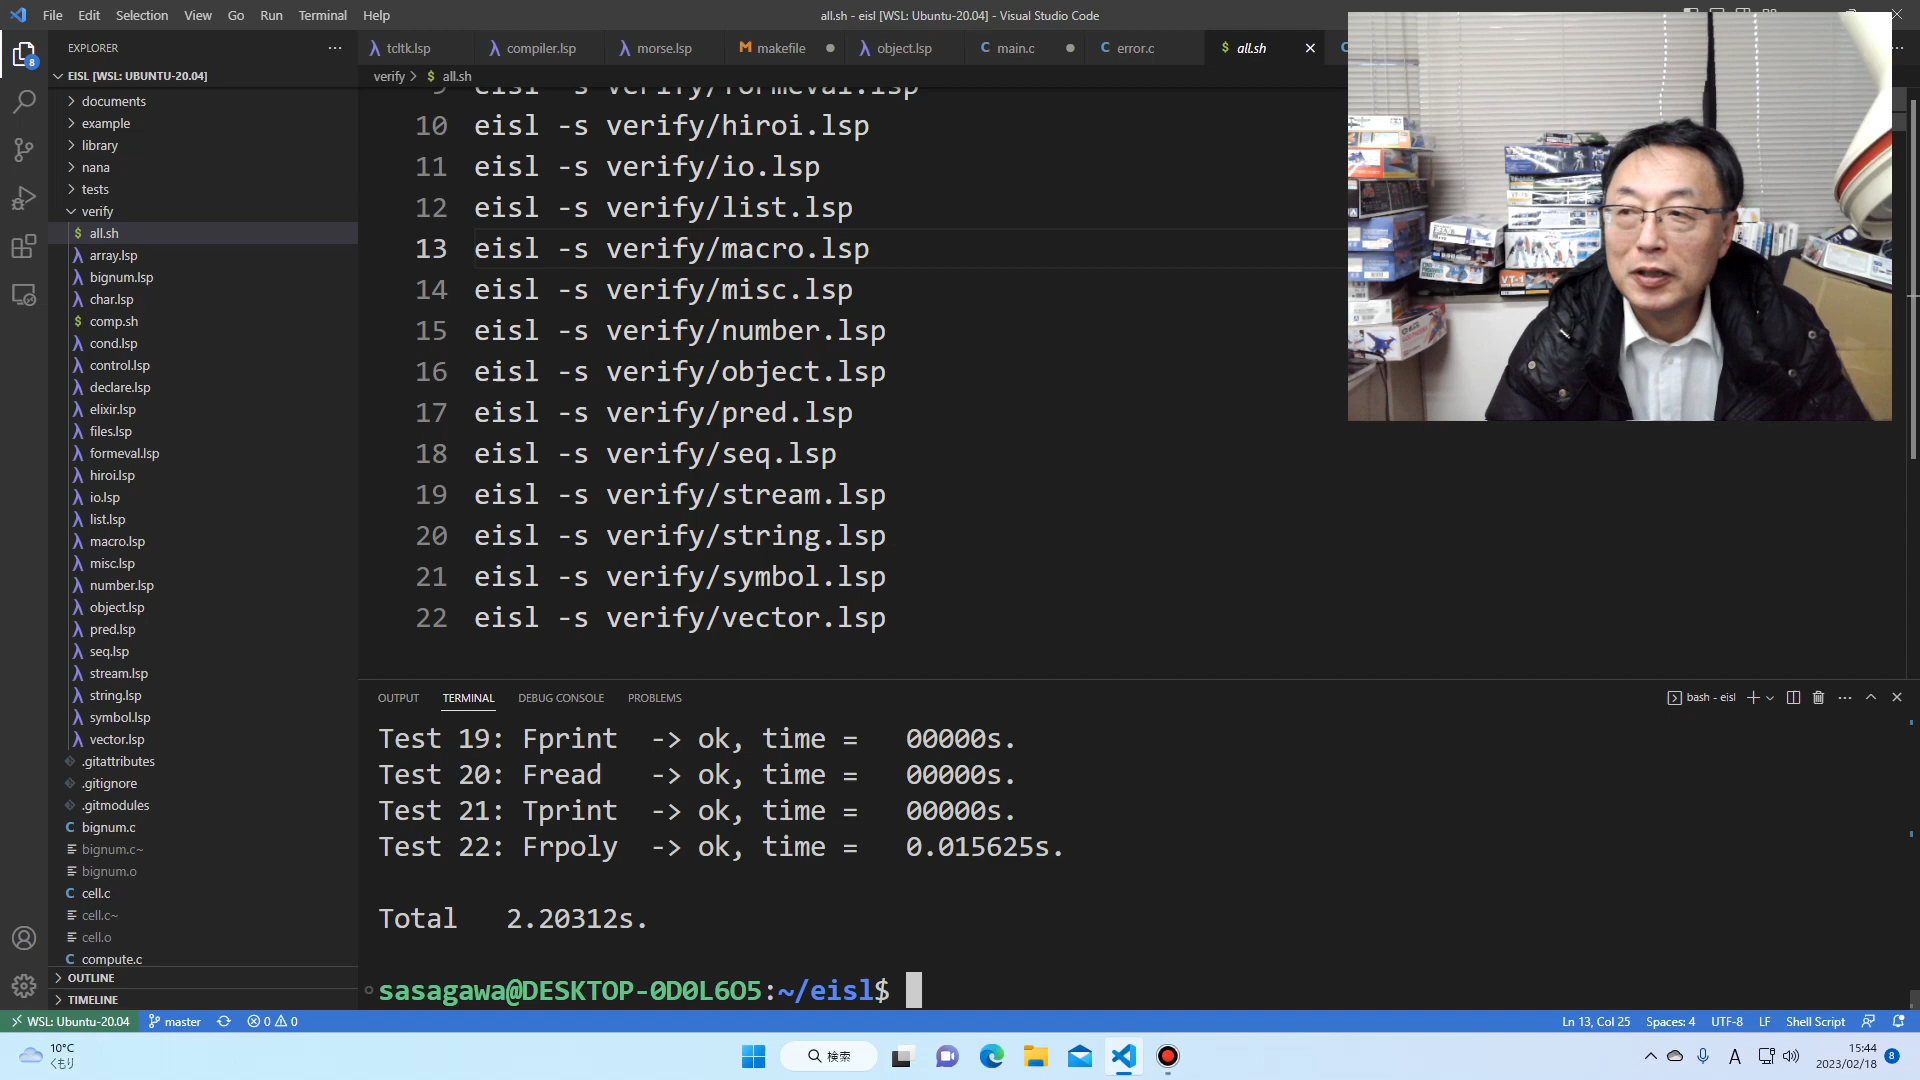 File Edit Selection View Go Run Terminal Help
all.sh - eisl [WSL: Ubuntu-20.04] - Visual Studio Code
EXPLORER
tcltk.lsp compiler.lsp morse.lsp makefile object.lsp main.c error.c all.sh
EISL [WSL: UBUNTU-20.04]
verify > all.sh
documents
example
library
nana
tests
verify
all.sh
array.lsp
bignum.lsp
char.lsp
comp.sh
cond.lsp
control.lsp
declare.lsp
elixir.lsp
files.lsp
formeval.lsp
hiroi.lsp
io.lsp
list.lsp
macro.lsp
misc.lsp
number.lsp
object.lsp
pred.lsp
seq.lsp
stream.lsp
string.lsp
symbol.lsp
vector.lsp
.gitattributes
.gitignore
.gitmodules
bignum.c
bignum.c~
bignum.o
cell.c
cell.c~
cell.o
compute.c
OUTLINE
TIMELINE
9 eisl -s verify/formeval.lsp
10 eisl -s verify/hiroi.lsp
11 eisl -s verify/io.lsp
12 eisl -s verify/list.lsp
13 eisl -s verify/macro.lsp
14 eisl -s verify/misc.lsp
15 eisl -s verify/number.lsp
16 eisl -s verify/object.lsp
17 eisl -s verify/pred.lsp
18 eisl -s verify/seq.lsp
19 eisl -s verify/stream.lsp
20 eisl -s verify/string.lsp
21 eisl -s verify/symbol.lsp
22 eisl -s verify/vector.lsp
VT-1
OUTPUT TERMINAL DEBUG CONSOLE PROBLEMS
bash - eisl
Test 19: Fprint -> ok, time = 00000s.
Test 20: Fread -> ok, time = 00000s.
Test 21: Tprint -> ok, time = 00000s.
Test 22: Frpoly -> ok, time = 0.015625s.
Total 2.20312s.
sasagawa@DESKTOP-0D0L6O5:~/eisl$
WSL: Ubuntu-20.04 master 0 0
Ln 13, Col 25 Spaces: 4 UTF-8 LF Shell Script
10°C
くもり
検索
A
15:44
2023/02/18
8